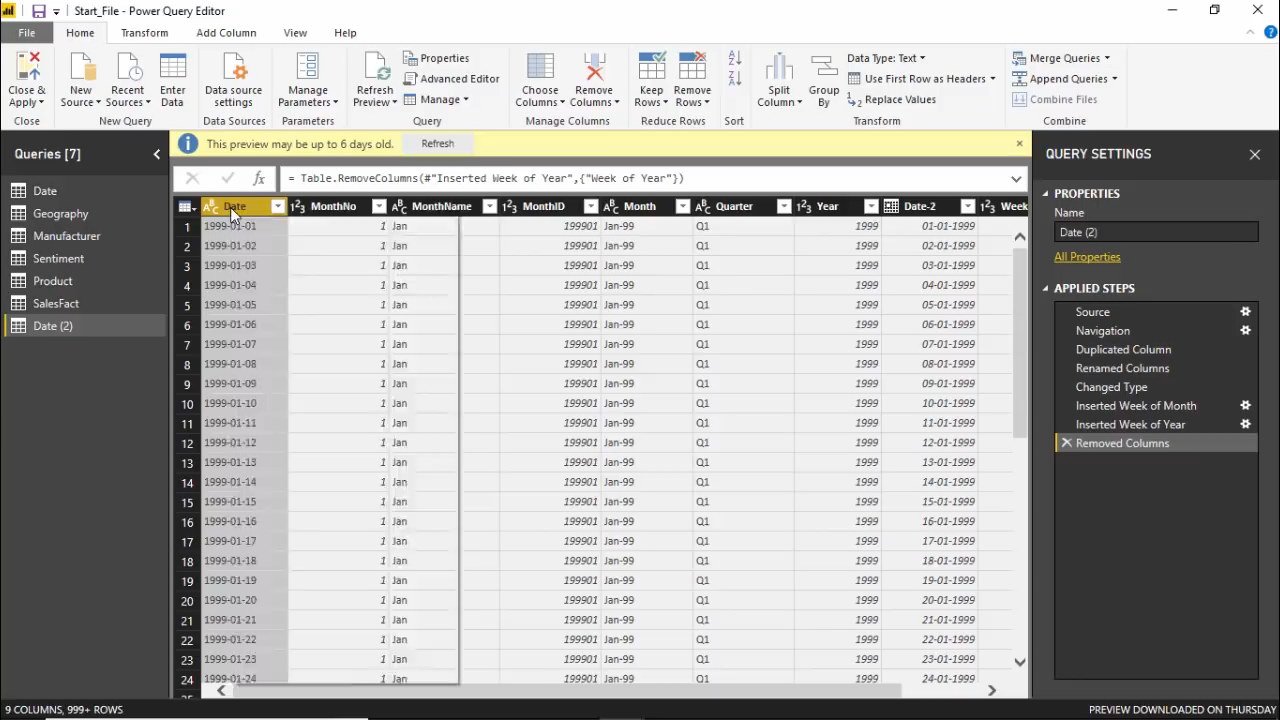 Start_File - Power Query Editor
File Home Transform Add Column View Help
Close & Apply
New Source
Recent Sources
Enter Data
Data source settings
Manage Parameters
Refresh Preview
Properties
Advanced Editor
Manage
Choose Columns
Remove Columns
Keep Rows
Remove Rows
Split Column
Group By
Data Type: Text
Use First Row as Headers
Replace Values
Merge Queries
Append Queries
Combine Files
Close New Query Data Sources Parameters Query Manage Columns Reduce Rows Sort Transform Combine
Queries [7]
Date
Geography
Manufacturer
Sentiment
Product
SalesFact
Date (2)
This preview may be up to 6 days old. Refresh
fx = Table.RemoveColumns(#"Inserted Week of Year",{"Week of Year"})
Date MonthNo MonthName MonthID Month Quarter Year Date-2 Week
1 1999-01-01 1 Jan 199901 Jan-99 Q1 1999 01-01-1999
2 1999-01-02 1 Jan 199901 Jan-99 Q1 1999 02-01-1999
3 1999-01-03 1 Jan 199901 Jan-99 Q1 1999 03-01-1999
4 1999-01-04 1 Jan 199901 Jan-99 Q1 1999 04-01-1999
5 1999-01-05 1 Jan 199901 Jan-99 Q1 1999 05-01-1999
6 1999-01-06 1 Jan 199901 Jan-99 Q1 1999 06-01-1999
7 1999-01-07 1 Jan 199901 Jan-99 Q1 1999 07-01-1999
8 1999-01-08 1 Jan 199901 Jan-99 Q1 1999 08-01-1999
9 1999-01-09 1 Jan 199901 Jan-99 Q1 1999 09-01-1999
10 1999-01-10 1 Jan 199901 Jan-99 Q1 1999 10-01-1999
11 1999-01-11 1 Jan 199901 Jan-99 Q1 1999 11-01-1999
12 1999-01-12 1 Jan 199901 Jan-99 Q1 1999 12-01-1999
13 1999-01-13 1 Jan 199901 Jan-99 Q1 1999 13-01-1999
14 1999-01-14 1 Jan 199901 Jan-99 Q1 1999 14-01-1999
15 1999-01-15 1 Jan 199901 Jan-99 Q1 1999 15-01-1999
16 1999-01-16 1 Jan 199901 Jan-99 Q1 1999 16-01-1999
17 1999-01-17 1 Jan 199901 Jan-99 Q1 1999 17-01-1999
18 1999-01-18 1 Jan 199901 Jan-99 Q1 1999 18-01-1999
19 1999-01-19 1 Jan 199901 Jan-99 Q1 1999 19-01-1999
20 1999-01-20 1 Jan 199901 Jan-99 Q1 1999 20-01-1999
21 1999-01-21 1 Jan 199901 Jan-99 Q1 1999 21-01-1999
22 1999-01-22 1 Jan 199901 Jan-99 Q1 1999 22-01-1999
23 1999-01-23 1 Jan 199901 Jan-99 Q1 1999 23-01-1999
24 1999-01-24 1 Jan 199901 Jan-99 Q1 1999 24-01-1999
QUERY SETTINGS
PROPERTIES
Name
Date (2)
All Properties
APPLIED STEPS
Source
Navigation
Duplicated Column
Renamed Columns
Changed Type
Inserted Week of Month
Inserted Week of Year
Removed Columns
9 COLUMNS, 999+ ROWS
PREVIEW DOWNLOADED ON THURSDAY